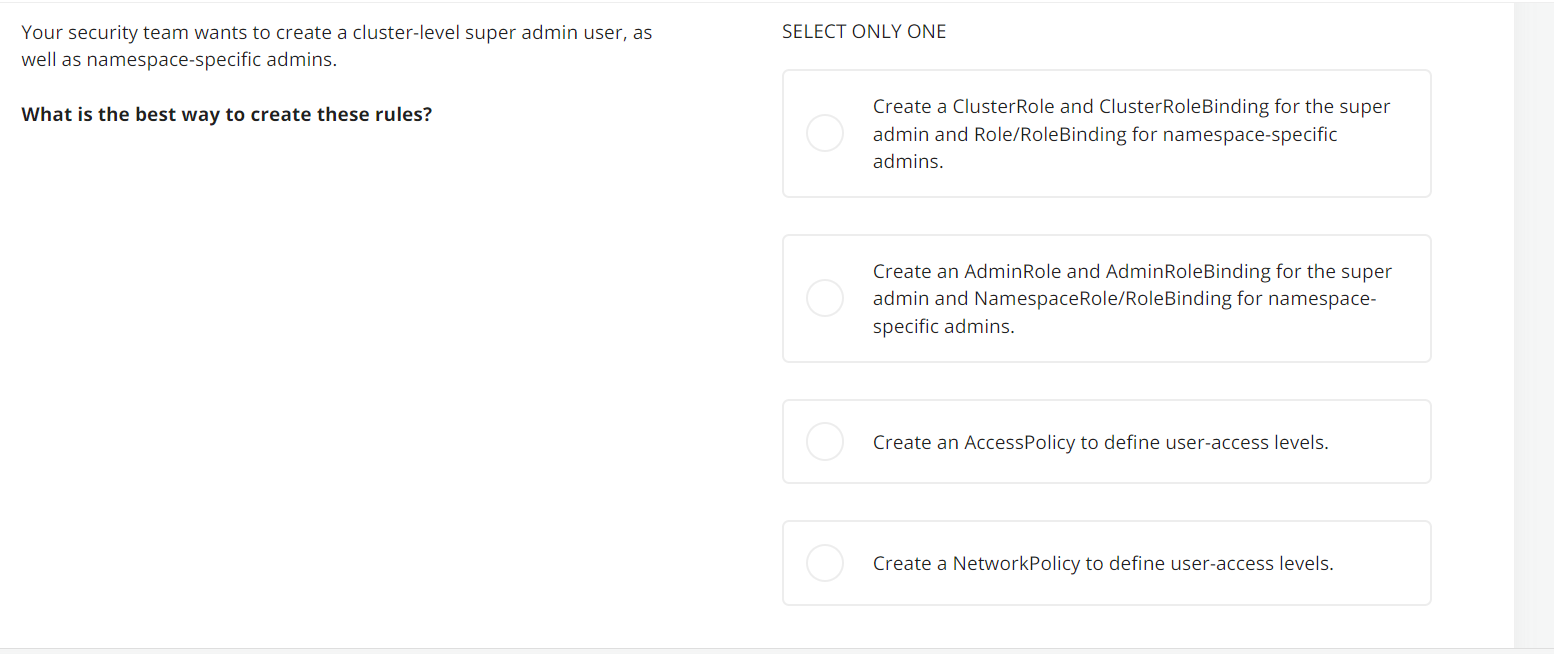 Your security team wants to create a cluster-level super admin user, as
well as namespace-specific admins.
What is the best way to create these rules?
SELECT ONLY ONE
Create a ClusterRole and ClusterRoleBinding for the super
admin and Role/RoleBinding for namespace-specific
admins.
Create an AdminRole and AdminRoleBinding for the super
admin and NamespaceRole/RoleBinding for namespace-
specific admins.
Create an AccessPolicy to define user-access levels.
Create a NetworkPolicy to define user-access levels.